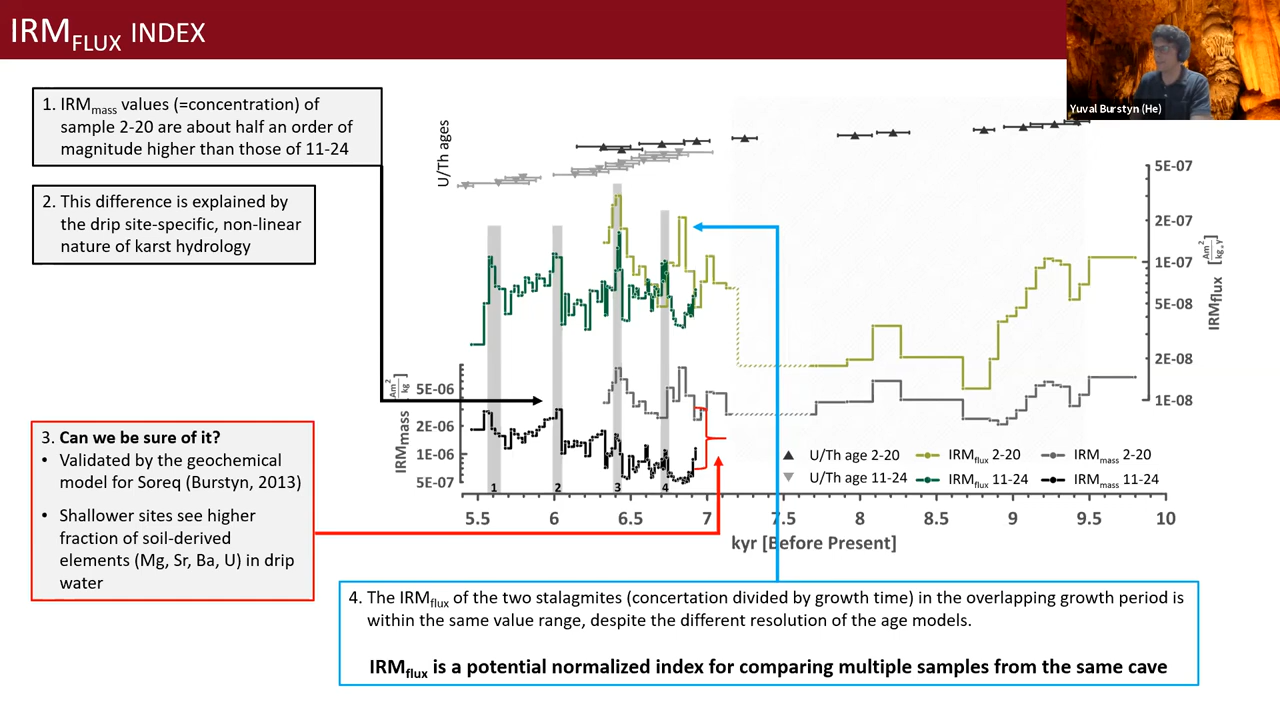 IRMFLUX INDEX
Yuval Burstyn (He)
1. IRMmass values (=concentration) of
sample 2-20 are about half an order of
magnitude higher than those of 11-24
2. This difference is explained by
the drip site-specific, non-linear
nature of karst hydrology
3. Can we be sure of it?
• Validated by the geochemical
model for Soreq (Burstyn, 2013)
• Shallower sites see higher
fraction of soil-derived
elements (Mg, Sr, Ba, U) in drip
water
U/Th ages
5E-07
2E-07
1E-07
5E-08
2E-08
1E-08
IRMflux [Am²/kg*y]
IRMmass [Am²/kg]
5E-06
2E-06
1E-06
5E-07
1 2 3 4
U/Th age 2-20 IRMflux 2-20 IRMmass 2-20
U/Th age 11-24 IRMflux 11-24 IRMmass 11-24
5.5 6 6.5 7 7.5 8 8.5 9 9.5 10
kyr [Before Present]
4. The IRMflux of the two stalagmites (concertation divided by growth time) in the overlapping growth period is
within the same value range, despite the different resolution of the age models.
IRMflux is a potential normalized index for comparing multiple samples from the same cave